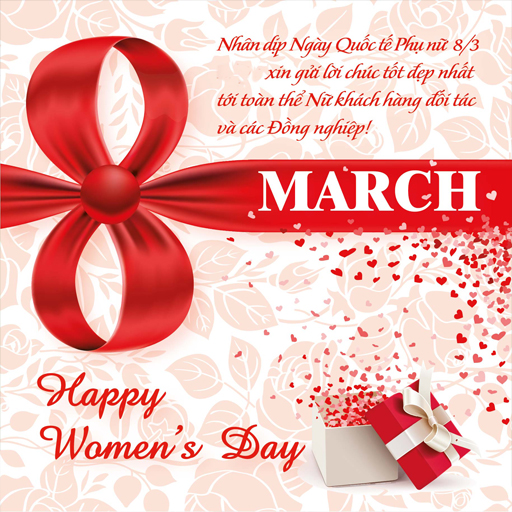 Nhân dịp Ngày Quốc tế Phụ nữ 8/3
xin gửi lời chúc tốt đẹp nhất
tới toàn thể Nữ khách hàng đối tác
và các Đồng nghiệp!
8 MARCH
Happy
Women's Day